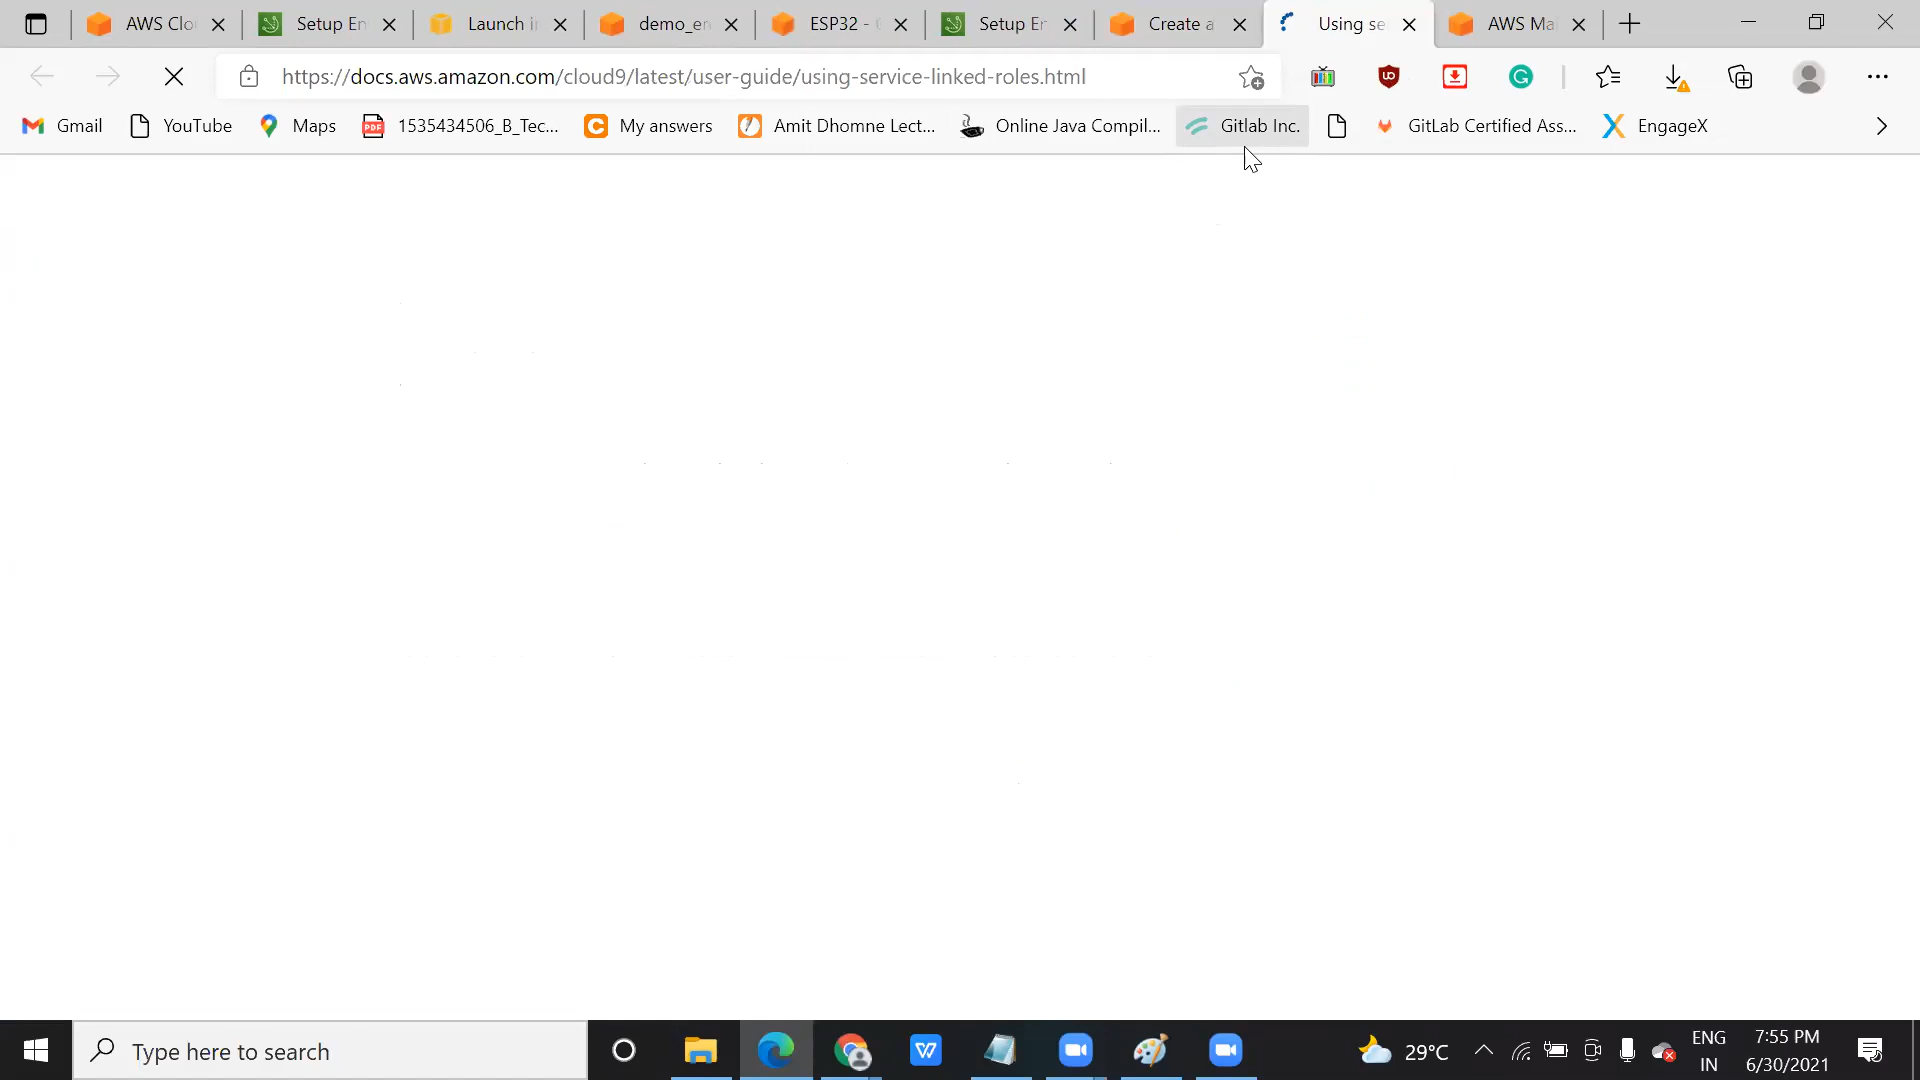 AWS Clo
Setup En
Launch i
demo_en
ESP32 -
Setup En
Create a
Using se
AWS Ma
https://docs.aws.amazon.com/cloud9/latest/user-guide/using-service-linked-roles.html
Gmail
YouTube
Maps
1535434506_B_Tec...
My answers
Amit Dhomne Lect...
Online Java Compil...
Gitlab Inc.
GitLab Certified Ass...
EngageX
Type here to search
29°C
ENG
IN
7:55 PM
6/30/2021